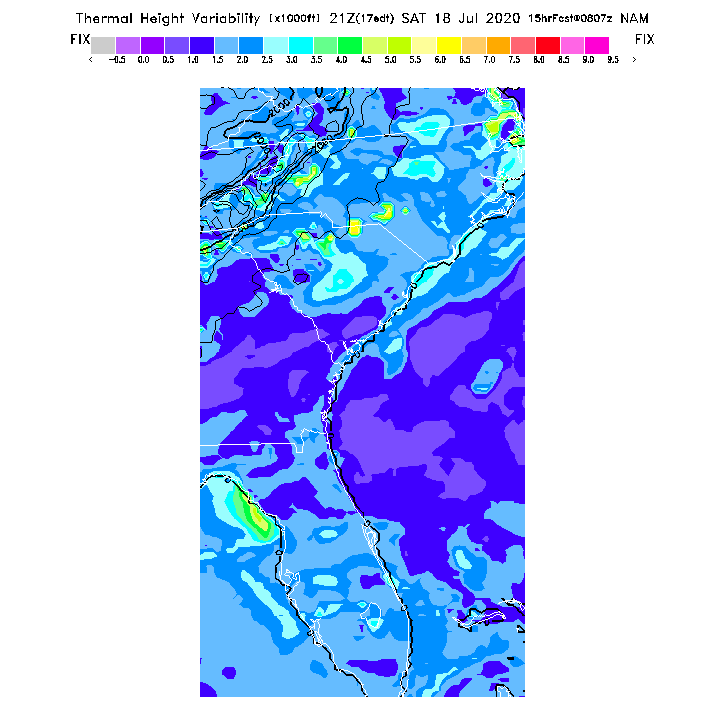 Thermal Height Variability [x1000ft] 21Z(17edt) SAT 18 Jul 2020 15hrFcst@0807z NAM
FIX FIX
< -0.5 0.0 0.5 1.0 1.5 2.0 2.5 3.0 3.5 4.0 4.5 5.0 5.5 6.0 6.5 7.0 7.5 8.0 8.5 9.0 9.5 >
2000